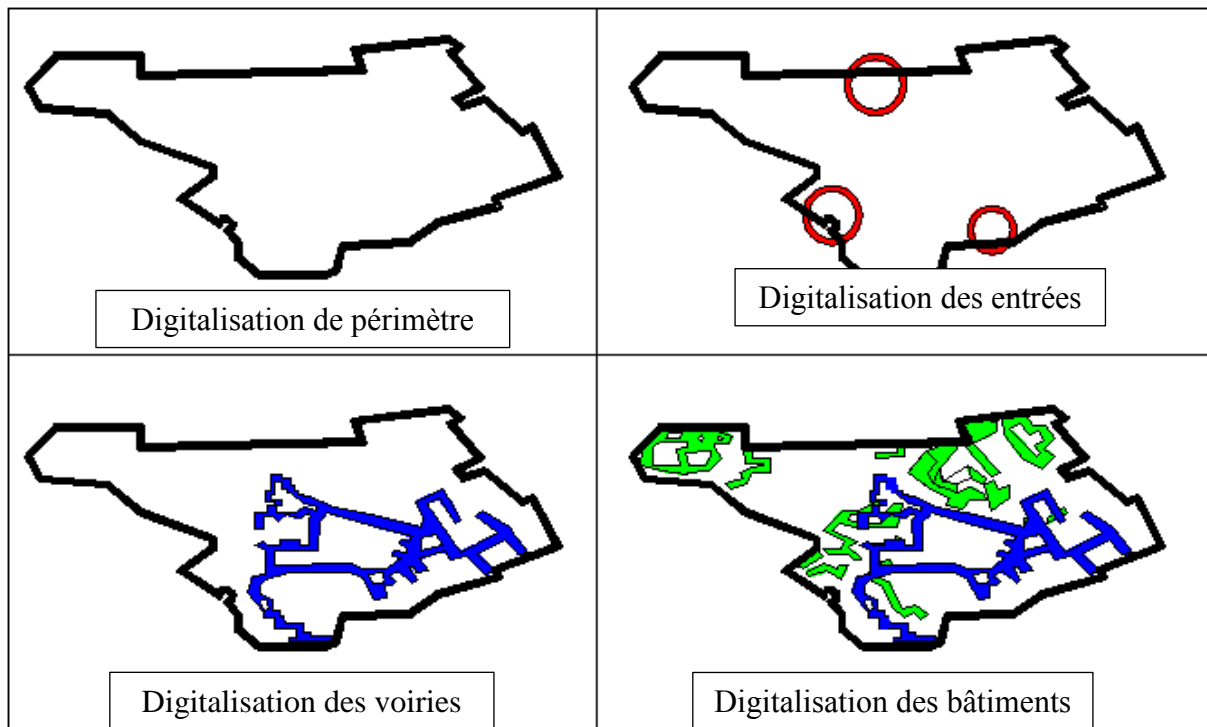 Digitalisation de périmètre
Digitalisation des entrées
Digitalisation des voiries
Digitalisation des bâtiments